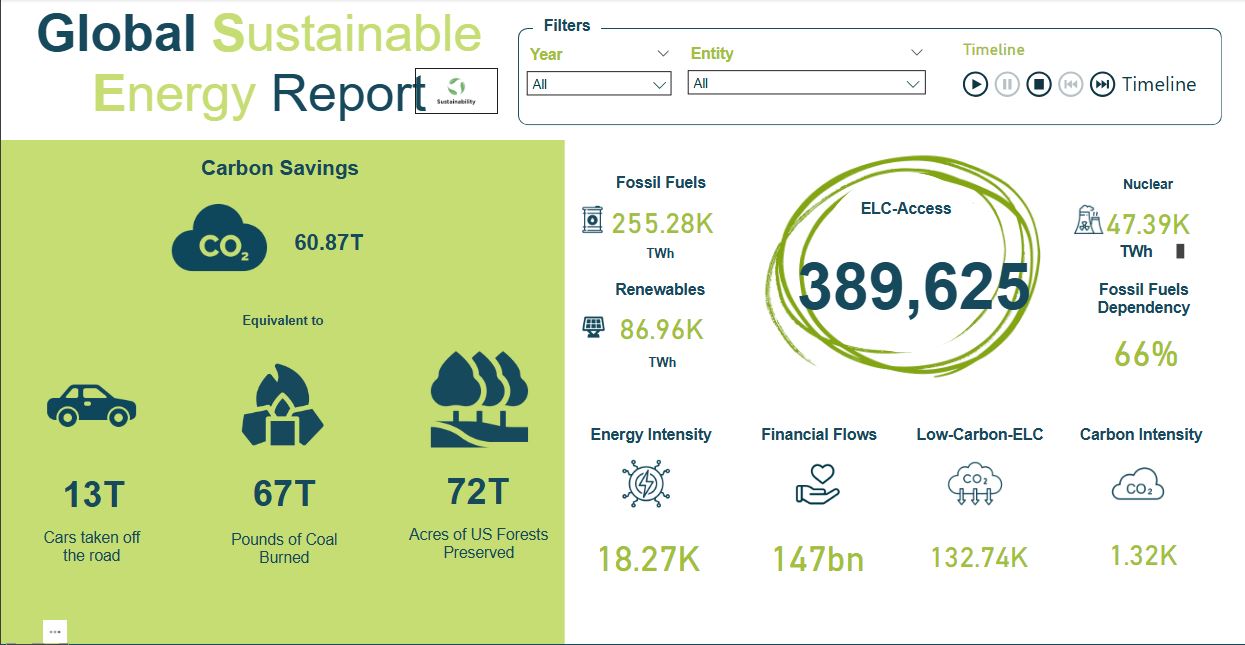 Global Sustainable
Energy Report
Sustainability
Filters
Year
All
Entity
All
Timeline
Timeline
Carbon Savings
CO2
60.87T
Equivalent to
13T
Cars taken off
the road
67T
Pounds of Coal
Burned
72T
Acres of US Forests
Preserved
Fossil Fuels
255.28K
TWh
Renewables
86.96K
TWh
ELC-Access
389,625
Nuclear
47.39K
TWh
Fossil Fuels
Dependency
66%
Energy Intensity
18.27K
Financial Flows
147bn
Low-Carbon-ELC
CO2
132.74K
Carbon Intensity
CO2
1.32K